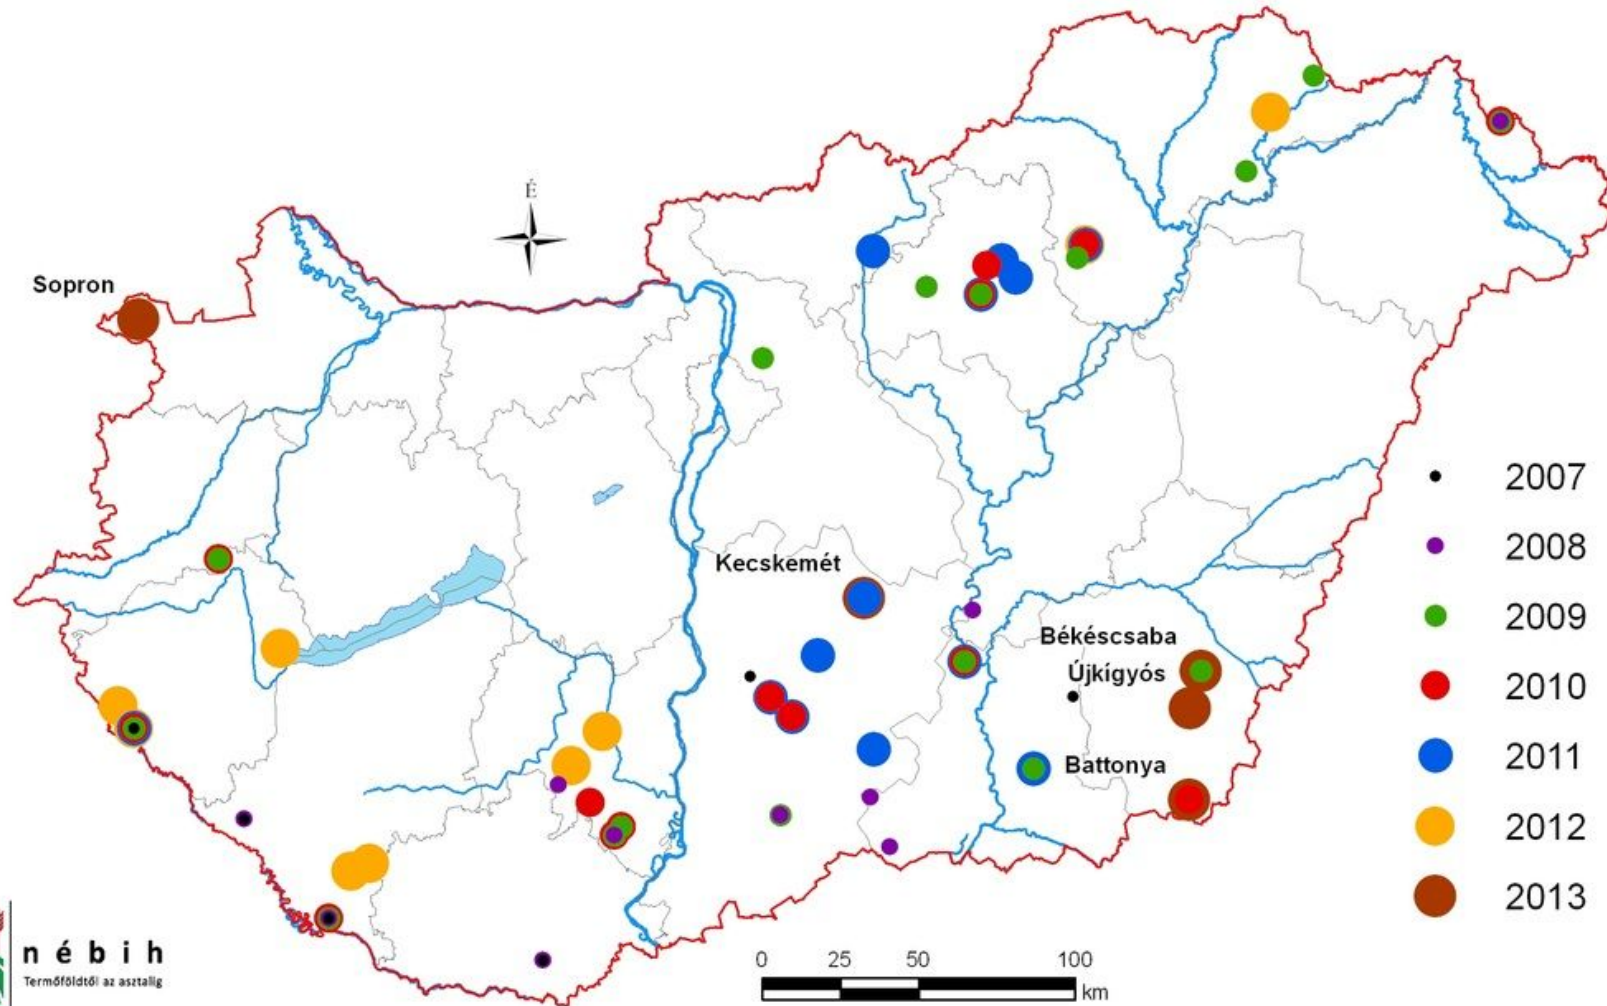 É
Sopron
Kecskemét
Békéscsaba
Újkígyós
Battonya
2007
2008
2009
2010
2011
2012
2013
nébih
Termőföldtől az asztalig
0 25 50 100
km